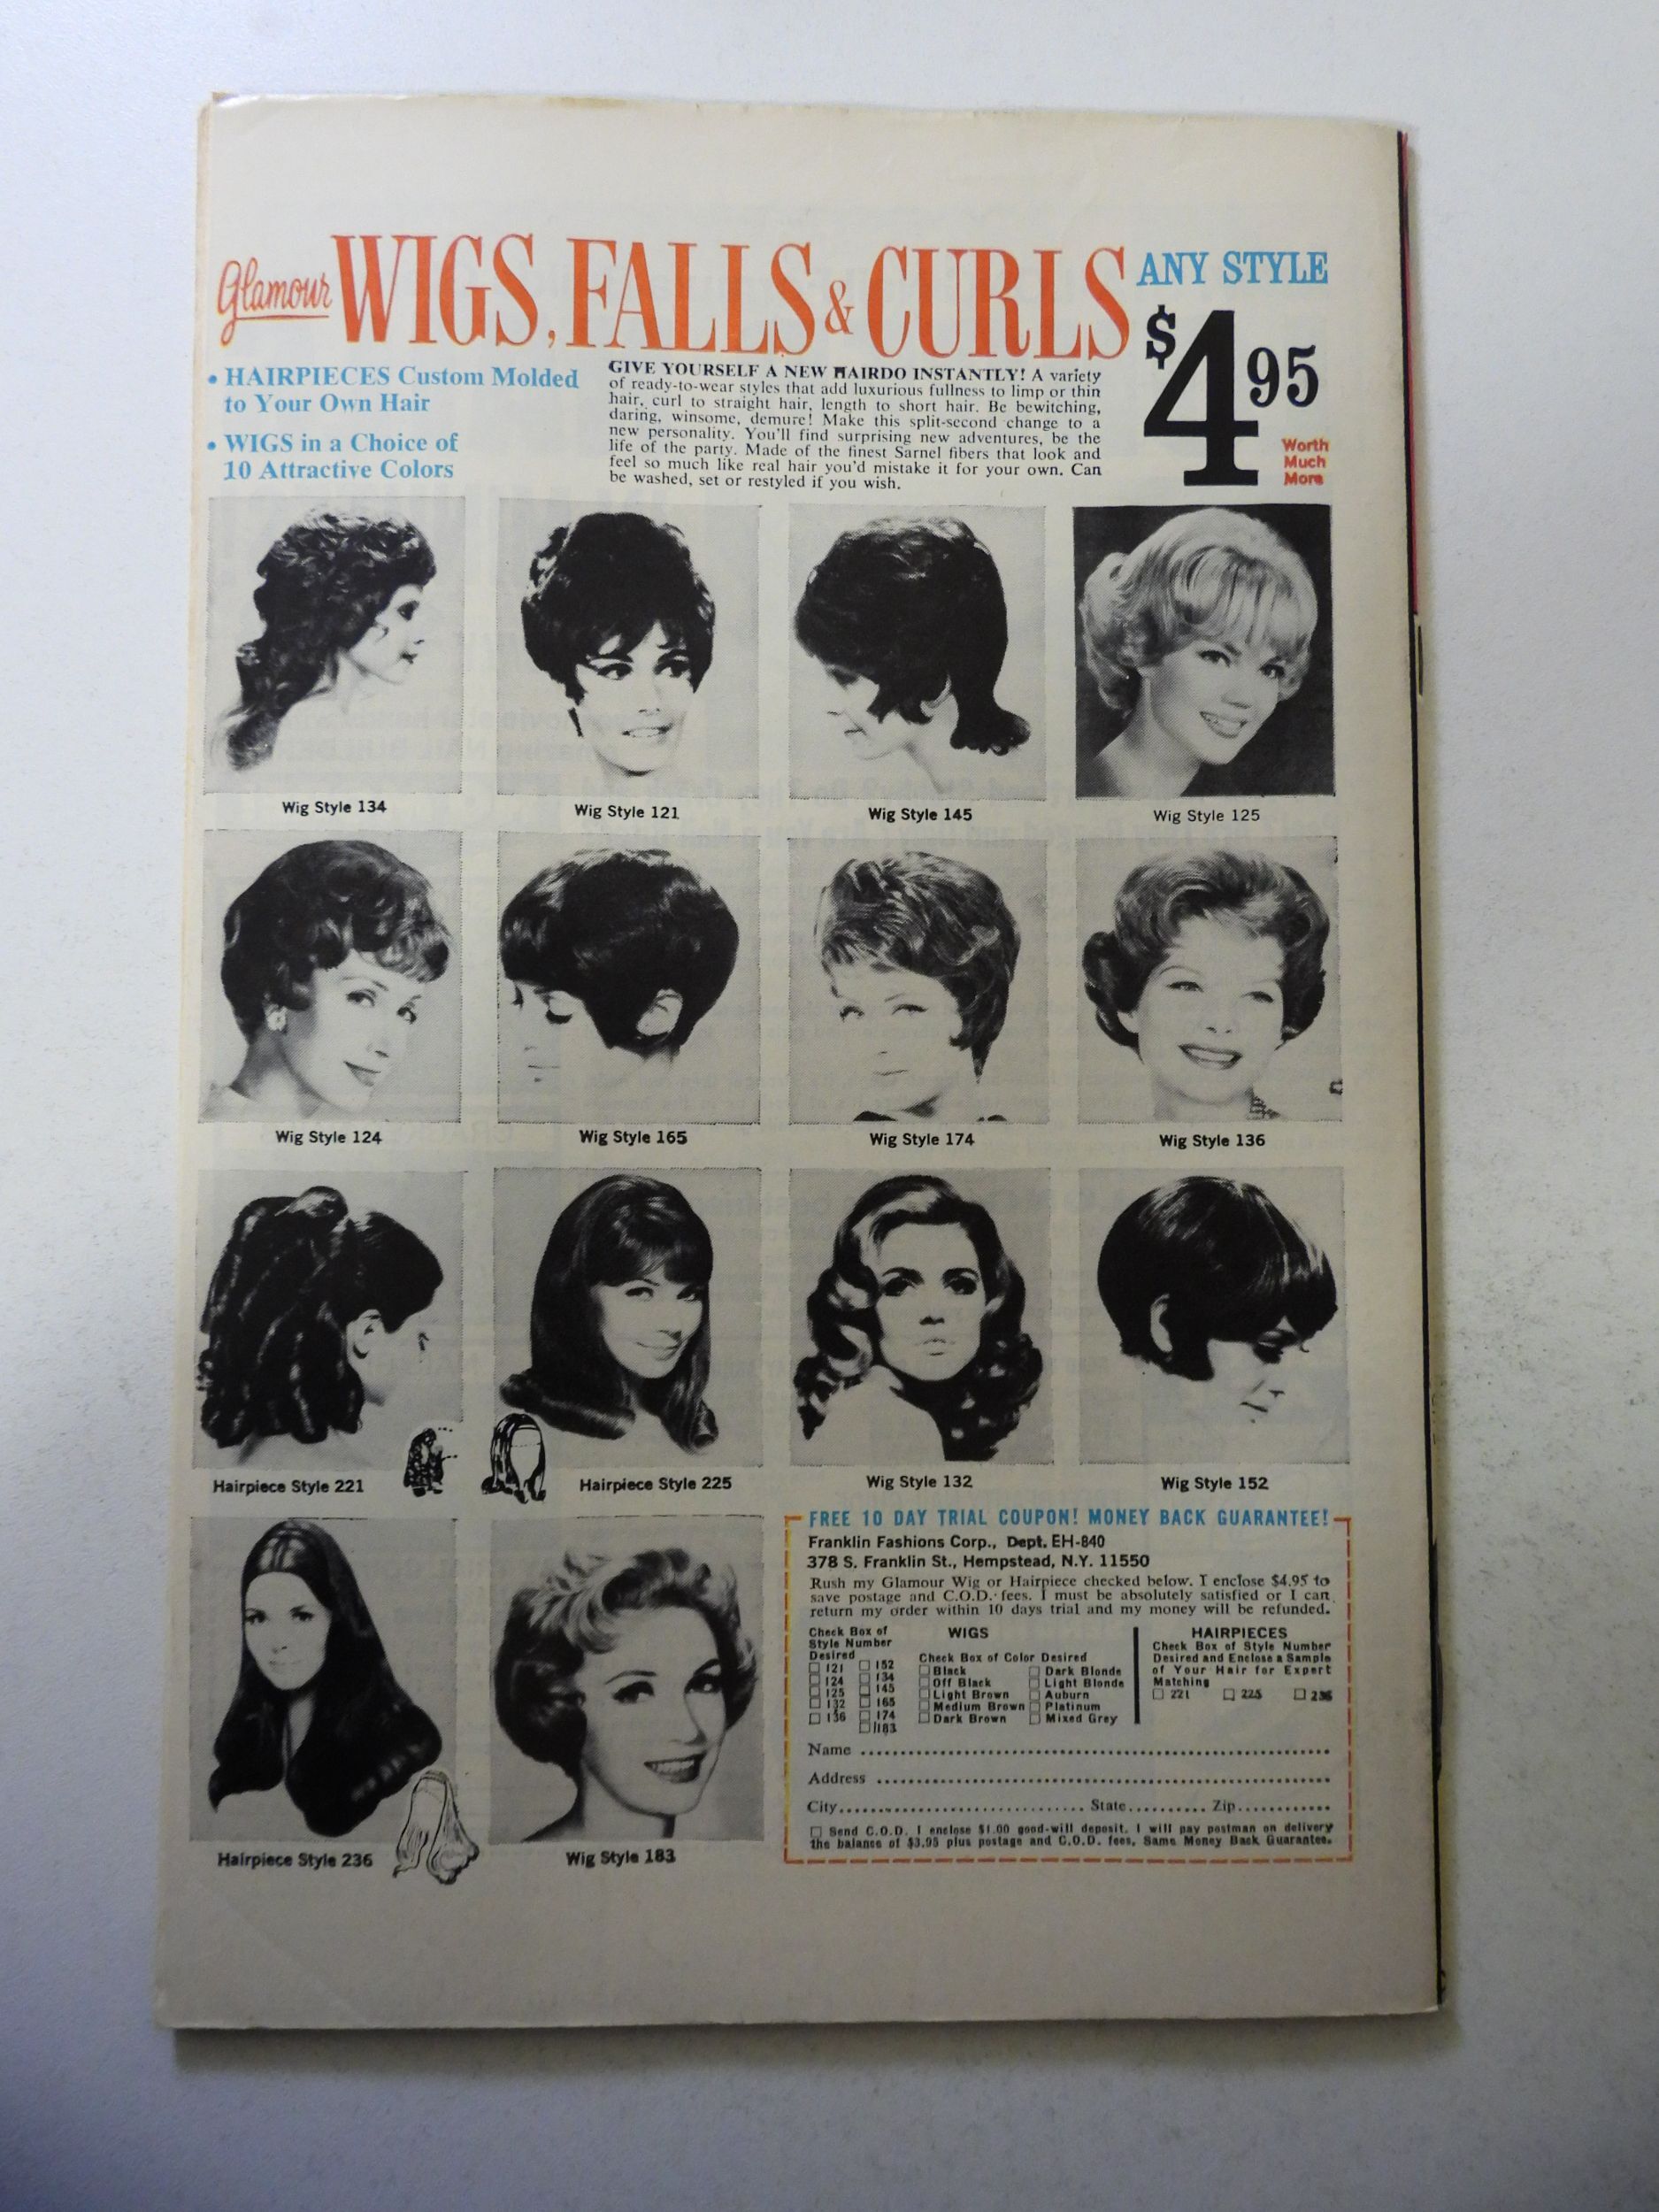 Glamour WIGS, FALLS & CURLS
ANY STYLE
$4.95
Worth
Much
More
• HAIRPIECES Custom Molded
to Your Own Hair
• WIGS in a Choice of
10 Attractive Colors
GIVE YOURSELF A NEW HAIRDO INSTANTLY! A variety
of ready-to-wear styles that add luxurious fullness to limp or thin
hair, curl to straight hair, length to short hair. Be bewitching,
daring, winsome, demure! Make this split-second change to a
new personality. You'll find surprising new adventures, be the
life of the party. Made of the finest Sarnel fibers that look and
feel so much like real hair you'd mistake it for your own. Can
be washed, set or restyled if you wish.
Wig Style 134
Wig Style 121
Wig Style 145
Wig Style 125
Wig Style 124
Wig Style 165
Wig Style 174
Wig Style 136
Hairpiece Style 221
Hairpiece Style 225
Wig Style 132
Wig Style 152
Hairpiece Style 236
Wig Style 183
FREE 10 DAY TRIAL COUPON! MONEY BACK GUARANTEE!
Franklin Fashions Corp., Dept. EH-840
378 S. Franklin St., Hempstead, N.Y. 11550
Rush my Glamour Wig or Hairpiece checked below. I enclose $4.95 to
save postage and C.O.D. fees. I must be absolutely satisfied or I can
return my order within 10 days trial and my money will be refunded.
Check Box of
Style Number
Desired
121 152
124 134
125 145
132 165
136 174
183
WIGS
Check Box of Color Desired
Black Dark Blonde
Off Black Light Blonde
Light Brown Auburn
Medium Brown Platinum
Dark Brown Mixed Grey
HAIRPIECES
Check Box of Style Number
Desired and Enclose a Sample
of Your Hair for Expert
Matching
221 225 236
Name
Address
City State Zip
Send C.O.D. I enclose $1.00 good-will deposit. I will pay postman on delivery
the balance of $3.95 plus postage and C.O.D. fees. Same Money Back Guarantee.